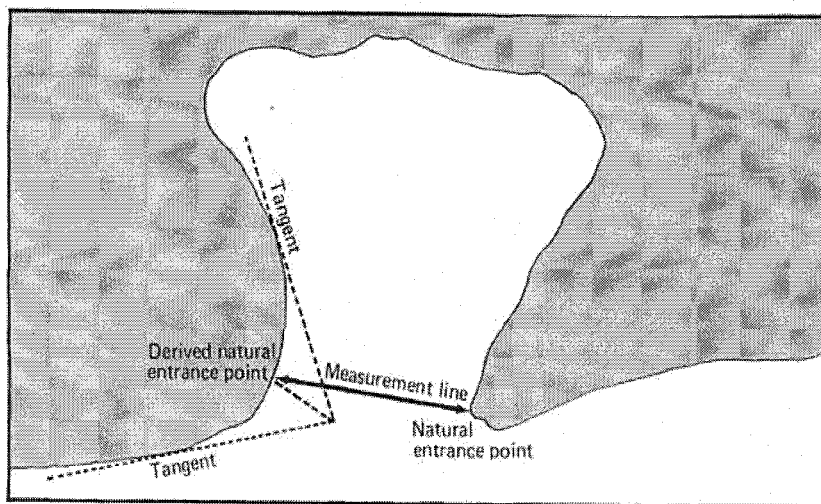 Tangent
Derived natural
entrance point
Measurement line
Natural
entrance point
Tangent